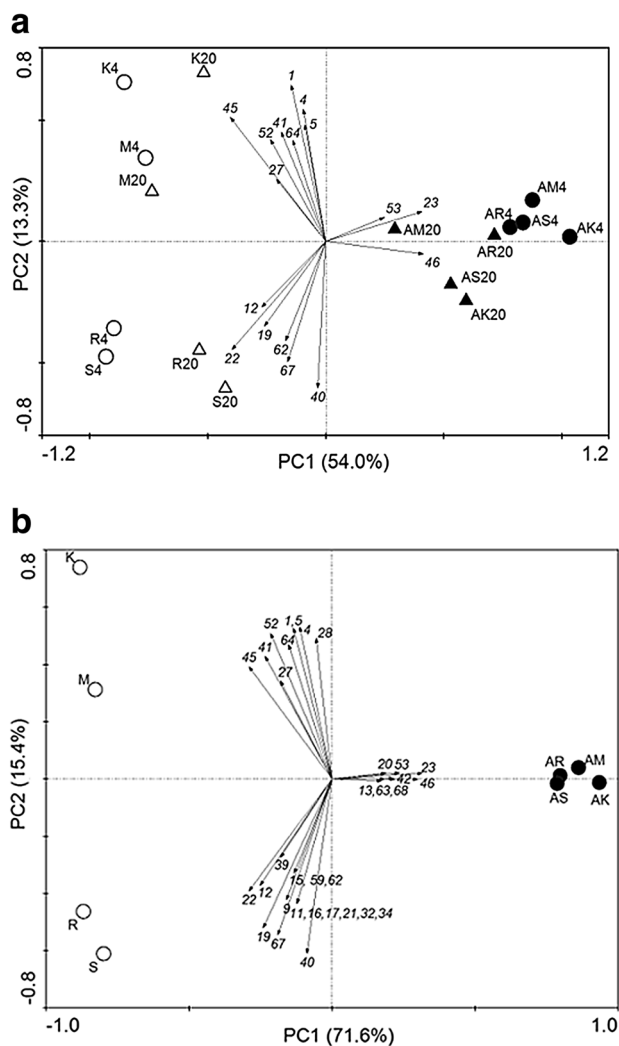 a
0.8
K4
K20
1
4
5
45
41
52
64
27
M4
M20
53
23
AM4
AR4
AS4
AM20
AR20
AK4
46
PC2 (13.3%)
12
AS20
AK20
19
62
R4
22
67
R20
S4
S20
40
-0.8
-1.2
PC1 (54.0%)
1.2
b
0.8
K
52
1,5
4
28
64
41
45
27
M
20
53
23
AR
AM
42
46
13,63,68
AS
AK
PC2 (15.4%)
39
15, 59,62
22
12
9
11,16,17,21,32,34
R
19
67
S
40
-0.8
-1.0
PC1 (71.6%)
1.0